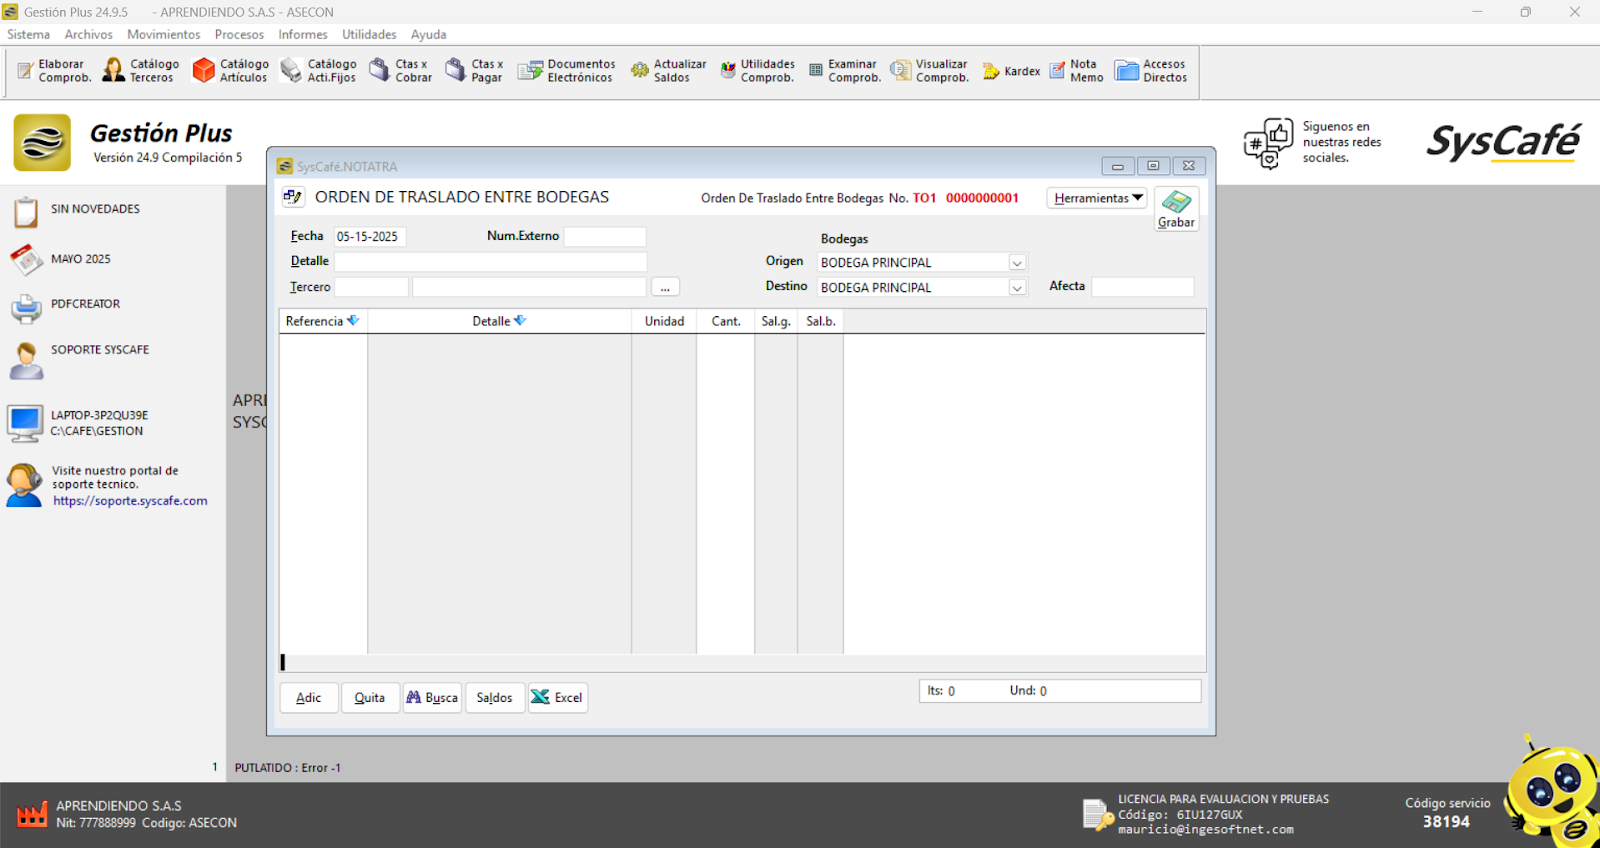 Gestión Plus 24.9.5 - APRENDIENDO S.A.S - ASECON
Sistema Archivos Movimientos Procesos Informes Utilidades Ayuda
Elaborar Comprob.
Catálogo Terceros
Catálogo Artículos
Catálogo Acti.Fijos
Ctas x Cobrar
Ctas x Pagar
Documentos Electrónicos
Actualizar Saldos
Utilidades Comprob.
Examinar Comprob.
Visualizar Comprob.
Kardex
Nota Memo
Accesos Directos
Gestión Plus
Versión 24.9 Compilación 5
Siguenos en
nuestras redes
sociales.
SysCafé
SIN NOVEDADES
MAYO 2025
PDFCREATOR
SOPORTE SYSCAFE
LAPTOP-3P2QU39E
C:\CAFE\GESTION
Visite nuestro portal de
soporte tecnico.
https://soporte.syscafe.com
APRE
SYSC
SysCafé.NOTATRA
ORDEN DE TRASLADO ENTRE BODEGAS
Orden De Traslado Entre Bodegas No. TO1 0000000001
Herramientas
Grabar
Fecha 05-15-2025 Num.Externo
Bodegas
Detalle
Origen BODEGA PRINCIPAL
Tercero ...
Destino BODEGA PRINCIPAL Afecta
Referencia Detalle Unidad Cant. Sal.g. Sal.b.
Adic Quita Busca Saldos Excel
Its: 0 Und: 0
1 PUTLATIDO : Error -1
APRENDIENDO S.A.S
Nit: 777888999 Codigo: ASECON
LICENCIA PARA EVALUACION Y PRUEBAS
Código: 6IU127GUX
mauricio@ingesoftnet.com
Código servicio
38194